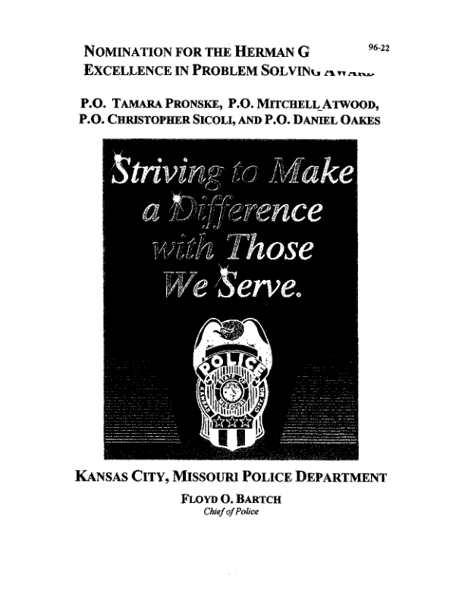 NOMINATION FOR THE HERMAN G
96-22
EXCELLENCE IN PROBLEM SOLVING AWARD
P.O. TAMARA PRONSKE, P.O. MITCHELL ATWOOD,
P.O. CHRISTOPHER SICOLI, AND P.O. DANIEL OAKES
Striving to Make
a Difference
with Those
We Serve.
POLICE
KANSAS CITY, MISSOURI POLICE DEPARTMENT
FLOYD O. BARTCH
Chief of Police